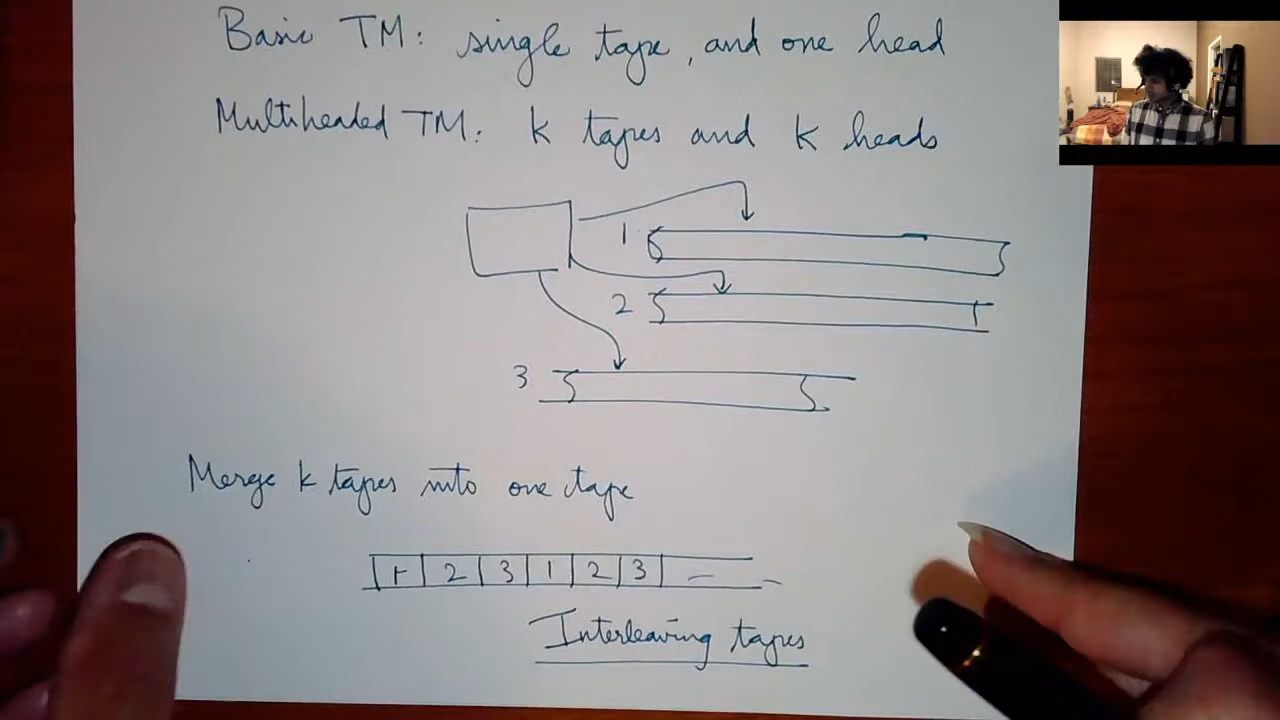 Basic TM: single tape, and one head
Multiheaded TM: k tapes and k heads
1
2
3
Merge k tapes into one tape
1 2 3 1 2 3 — —
Interleaving tapes